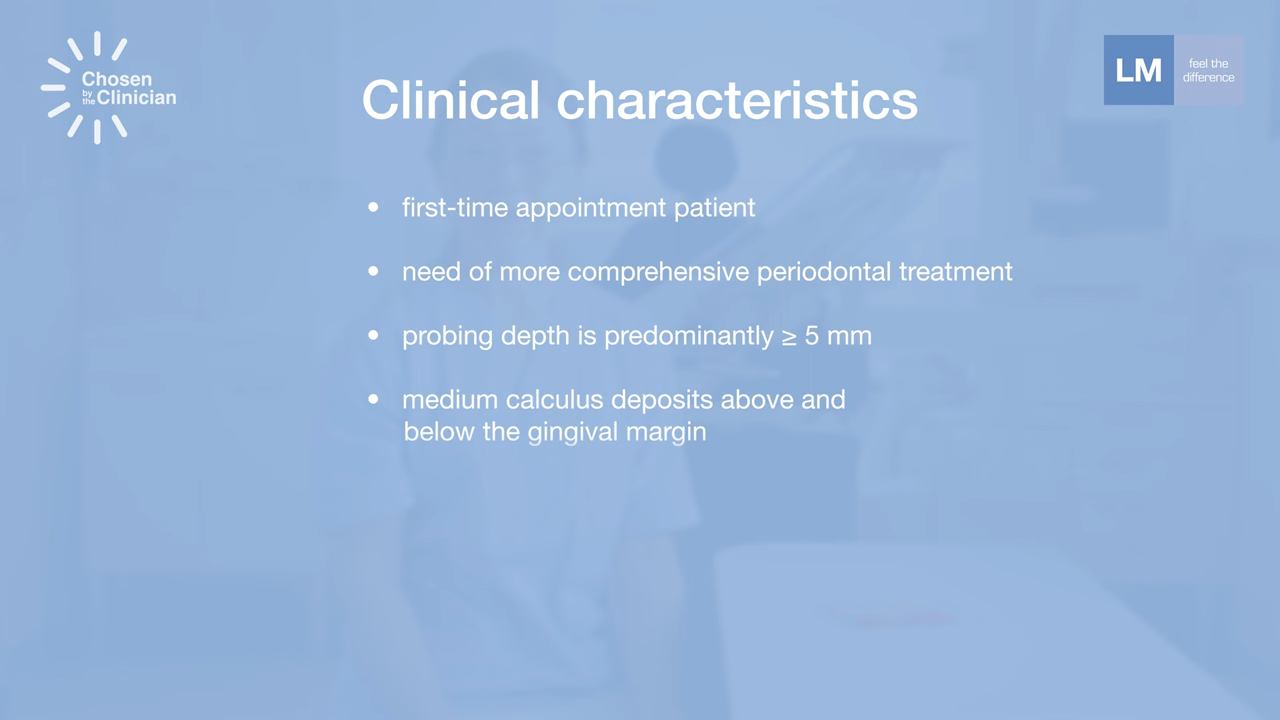 Chosen
by the Clinician
LM
feel the
difference
Clinical characteristics
• first-time appointment patient
• need of more comprehensive periodontal treatment
• probing depth is predominantly ≥ 5 mm
• medium calculus deposits above and
below the gingival margin